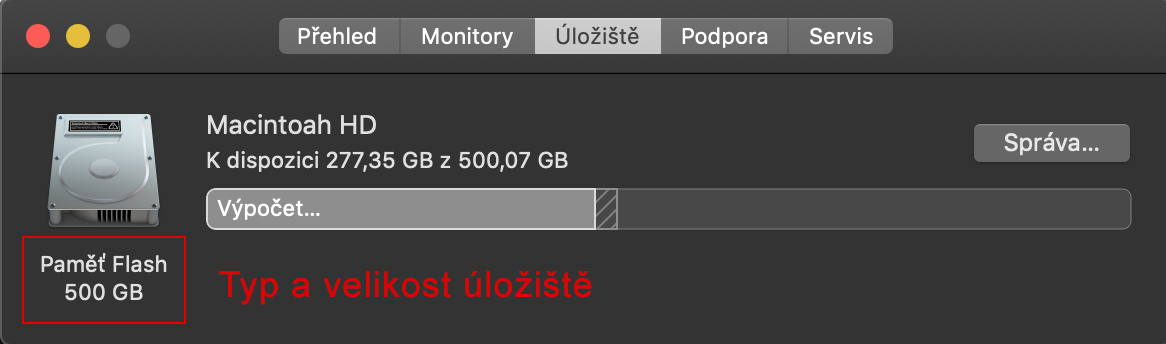 Přehled Monitory Úložiště Podpora Servis
Macintoah HD
K dispozici 277,35 GB z 500,07 GB
Správa...
Výpočet...
Paměť Flash
500 GB
Typ a velikost úložiště